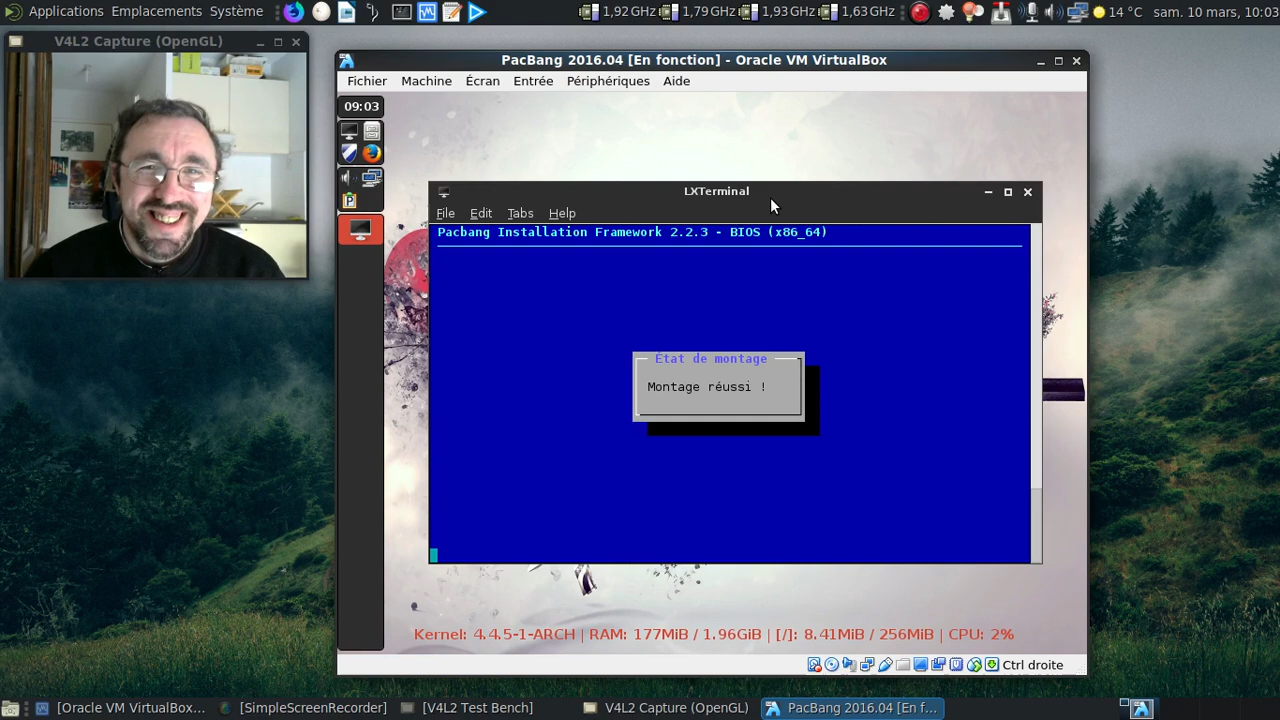 Applications Emplacements Système
1,92 GHz 1,79 GHz 1,93 GHz 1,63 GHz 14 °C sam. 10 mars, 10:03
V4L2 Capture (OpenGL)
PacBang 2016.04 [En fonction] - Oracle VM VirtualBox
Fichier Machine Écran Entrée Périphériques Aide
09:03
LXTerminal
File Edit Tabs Help
Pacbang Installation Framework 2.2.3 - BIOS (x86_64)
État de montage
Montage réussi !
Kernel: 4.4.5-1-ARCH | RAM: 177MiB / 1.96GiB | [/]: 8.41MiB / 256MiB | CPU: 2%
Ctrl droite
[Oracle VM VirtualBox... [SimpleScreenRecorder] [V4L2 Test Bench] V4L2 Capture (OpenGL) PacBang 2016.04 [En f...